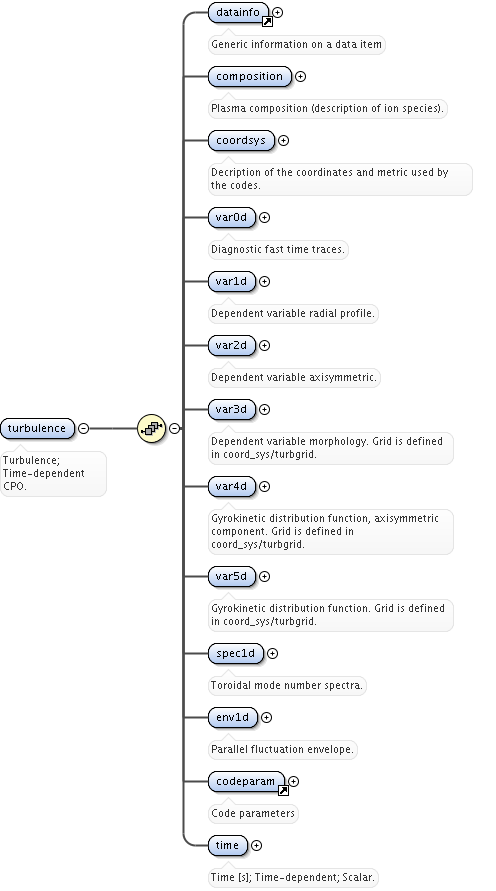 datainfo
Generic information on a data item
composition
Plasma composition (description of ion species).
coordsys
Decription of the coordinates and metric used by
the codes.
var0d
Diagnostic fast time traces.
var1d
Dependent variable radial profile.
var2d
Dependent variable axisymmetric.
var3d
Dependent variable morphology. Grid is defined
in coord_sys/turbgrid.
turbulence
Turbulence;
Time-dependent
CPO.
var4d
Gyrokinetic distribution function, axisymmetric
component. Grid is defined in
coord_sys/turbgrid.
var5d
Gyrokinetic distribution function. Grid is defined
in coord_sys/turbgrid.
spec1d
Toroidal mode number spectra.
env1d
Parallel fluctuation envelope.
codeparam
Code parameters
time
Time [s]; Time-dependent; Scalar.